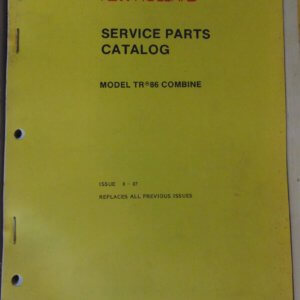 SERVICE PARTS
CATALOG
MODEL TR®86 COMBINE
ISSUE 8 - 87
REPLACES ALL PREVIOUS ISSUES